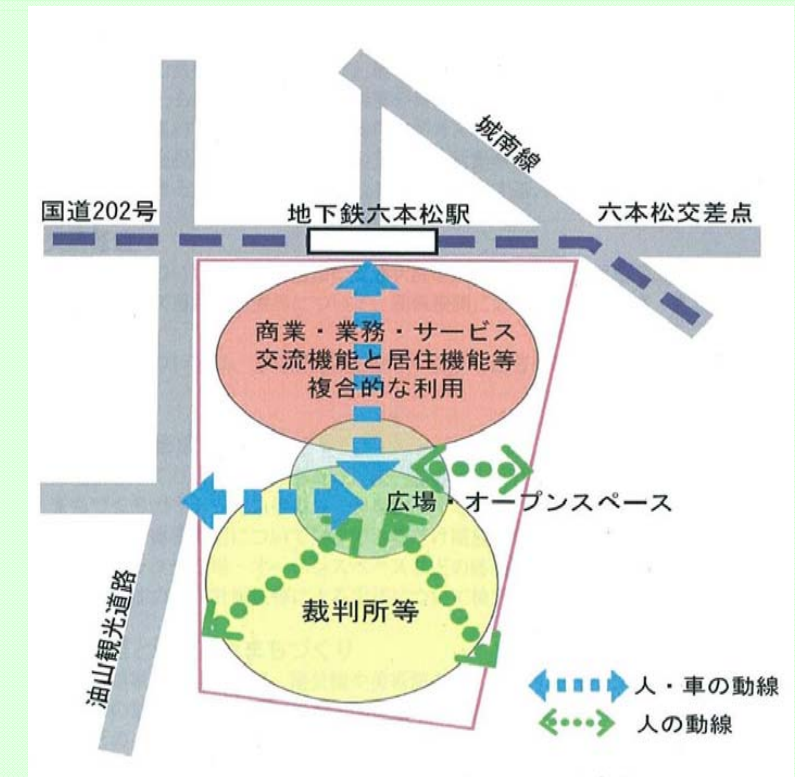 城南線
国道202号
地下鉄六本松駅
六本松交差点
商業・業務・サービス
交流機能と居住機能等
複合的な利用
広場・オープンスペース
裁判所等
油山観光道路
人・車の動線
人の動線